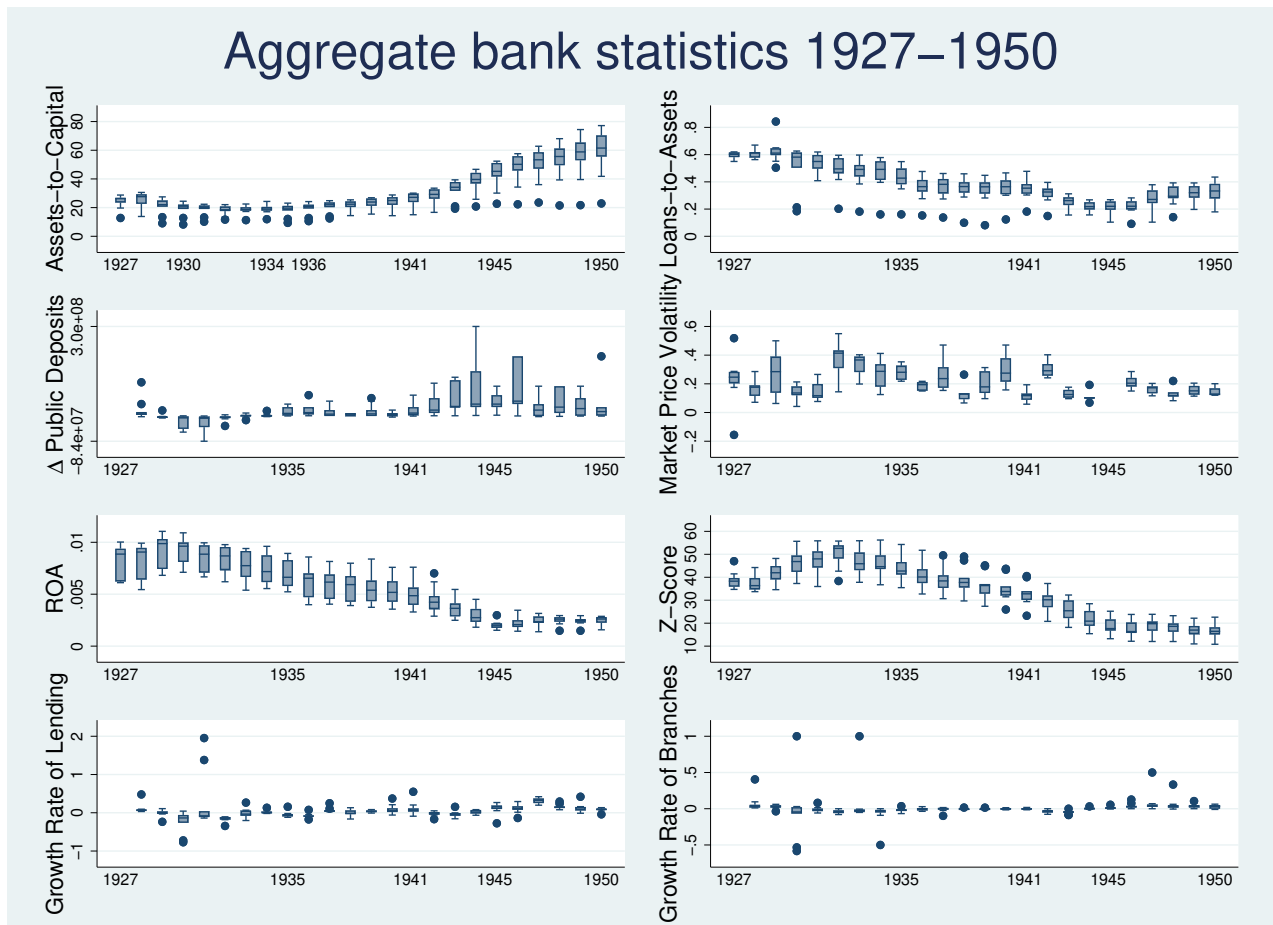 Aggregate bank statistics 1927–1950
Assets–to–Capital
0 20 40 60 80
1927 1930 1934 1936 1941 1945 1950
Loans–to–Assets
0 .2 .4 .6 .8
1927 1935 1941 1945 1950
Δ Public Deposits
−8.4e+07 3.0e+08
1927 1935 1941 1945 1950
Market Price Volatility
−.2 0 .2 .4 .6
1927 1935 1941 1945 1950
ROA
0 .005 .01
1927 1935 1941 1945 1950
Z−Score
10 20 30 40 50 60
1927 1935 1941 1945 1950
Growth Rate of Lending
−1 0 1 2
1927 1935 1941 1945 1950
Growth Rate of Branches
−.5 0 .5 1
1927 1935 1941 1945 1950